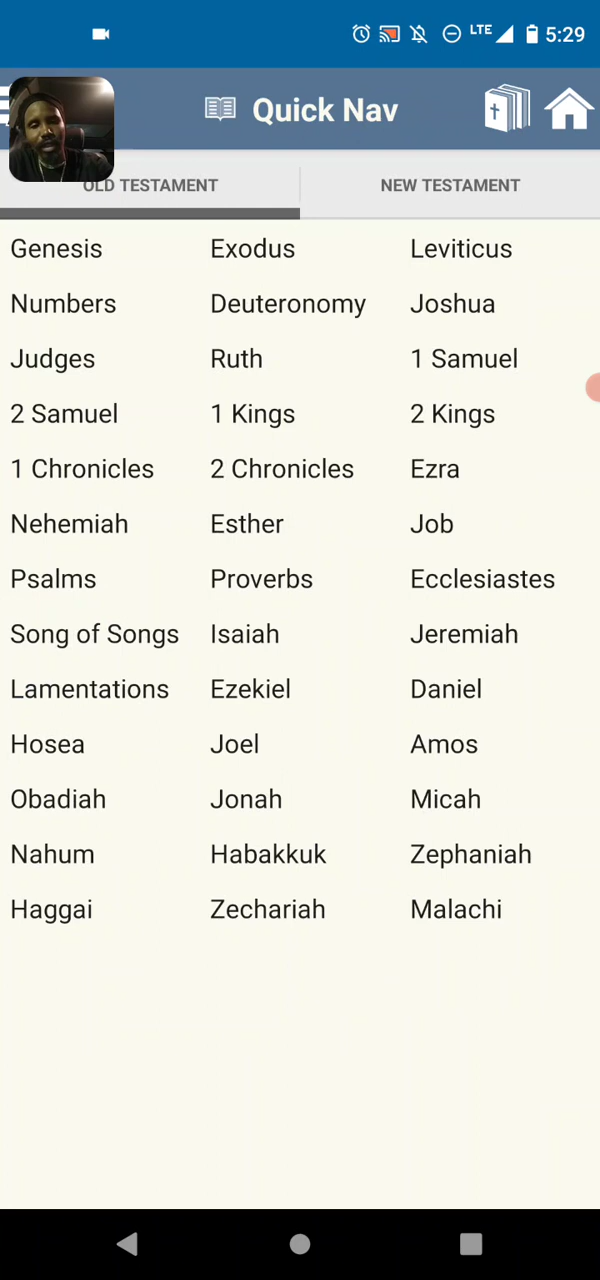 LTE 5:29
Quick Nav
OLD TESTAMENT NEW TESTAMENT
Genesis Exodus Leviticus
Numbers Deuteronomy Joshua
Judges Ruth 1 Samuel
2 Samuel 1 Kings 2 Kings
1 Chronicles 2 Chronicles Ezra
Nehemiah Esther Job
Psalms Proverbs Ecclesiastes
Song of Songs Isaiah Jeremiah
Lamentations Ezekiel Daniel
Hosea Joel Amos
Obadiah Jonah Micah
Nahum Habakkuk Zephaniah
Haggai Zechariah Malachi